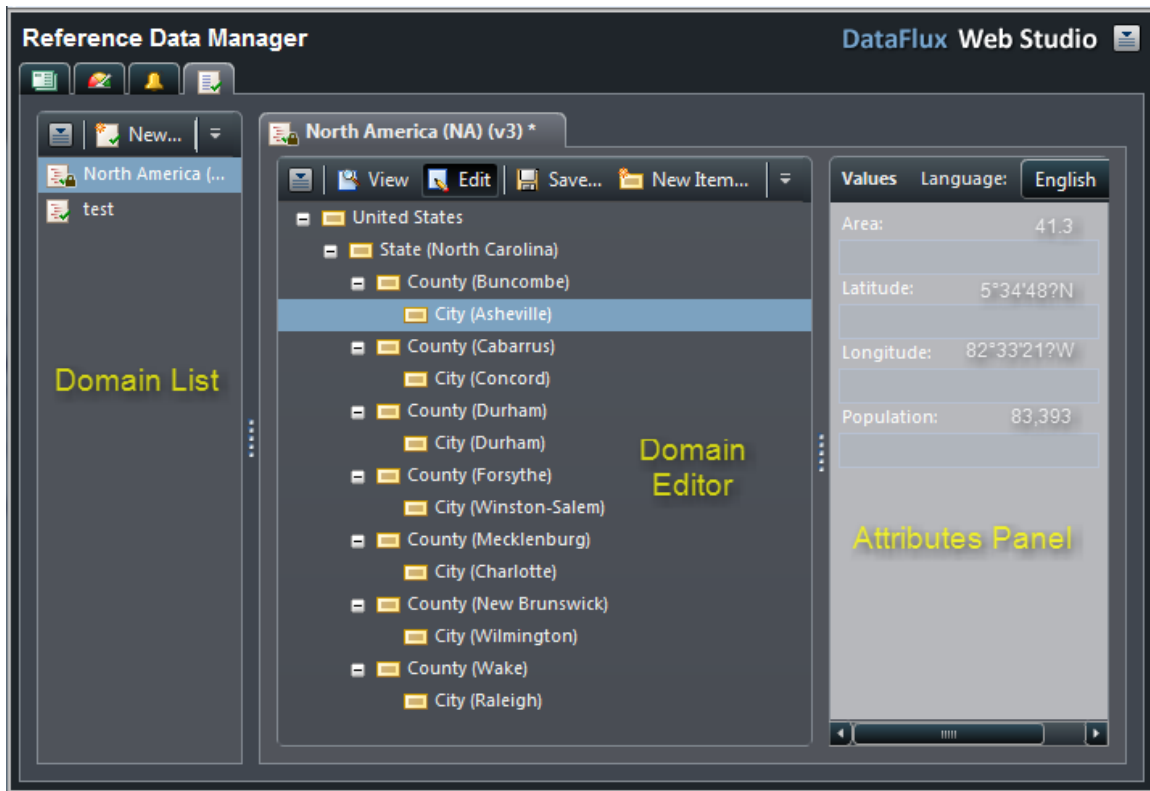 Reference Data Manager
DataFlux Web Studio
New...
North America (...
test
Domain List
North America (NA) (v3) *
View Edit Save... New Item...
United States
State (North Carolina)
County (Buncombe)
City (Asheville)
County (Cabarrus)
City (Concord)
County (Durham)
City (Durham)
County (Forsythe)
City (Winston-Salem)
County (Mecklenburg)
City (Charlotte)
County (New Brunswick)
City (Wilmington)
County (Wake)
City (Raleigh)
Domain
Editor
Values Language: English
Area: 41.3
Latitude: 5°34'48?N
Longitude: 82°33'21?W
Population: 83,393
Attributes Panel